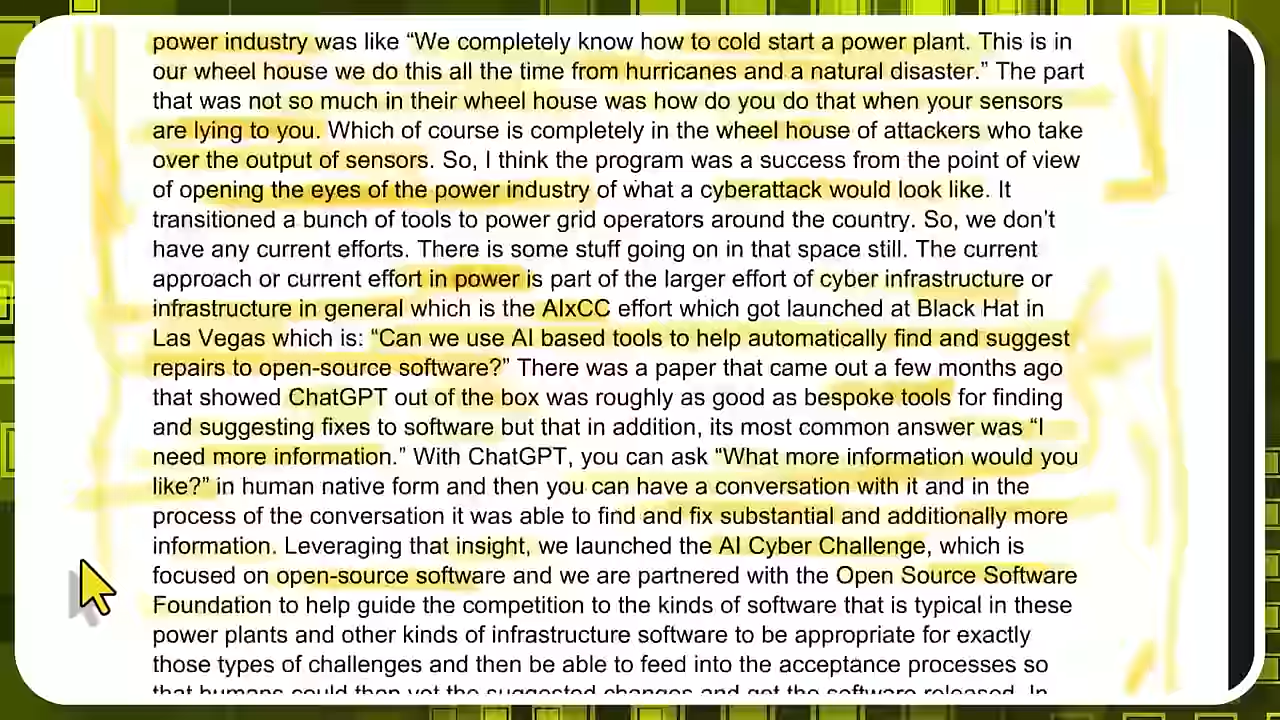 power industry was like “We completely know how to cold start a power plant. This is in
our wheel house we do this all the time from hurricanes and a natural disaster.” The part
that was not so much in their wheel house was how do you do that when your sensors
are lying to you. Which of course is completely in the wheel house of attackers who take
over the output of sensors. So, I think the program was a success from the point of view
of opening the eyes of the power industry of what a cyberattack would look like. It
transitioned a bunch of tools to power grid operators around the country. So, we don’t
have any current efforts. There is some stuff going on in that space still. The current
approach or current effort in power is part of the larger effort of cyber infrastructure or
infrastructure in general which is the AIxCC effort which got launched at Black Hat in
Las Vegas which is: “Can we use AI based tools to help automatically find and suggest
repairs to open-source software?” There was a paper that came out a few months ago
that showed ChatGPT out of the box was roughly as good as bespoke tools for finding
and suggesting fixes to software but that in addition, its most common answer was “I
need more information.” With ChatGPT, you can ask “What more information would you
like?” in human native form and then you can have a conversation with it and in the
process of the conversation it was able to find and fix substantial and additionally more
information. Leveraging that insight, we launched the AI Cyber Challenge, which is
focused on open-source software and we are partnered with the Open Source Software
Foundation to help guide the competition to the kinds of software that is typical in these
power plants and other kinds of infrastructure software to be appropriate for exactly
those types of challenges and then be able to feed into the acceptance processes so
that humans could then vet the suggested changes and get the software released. In